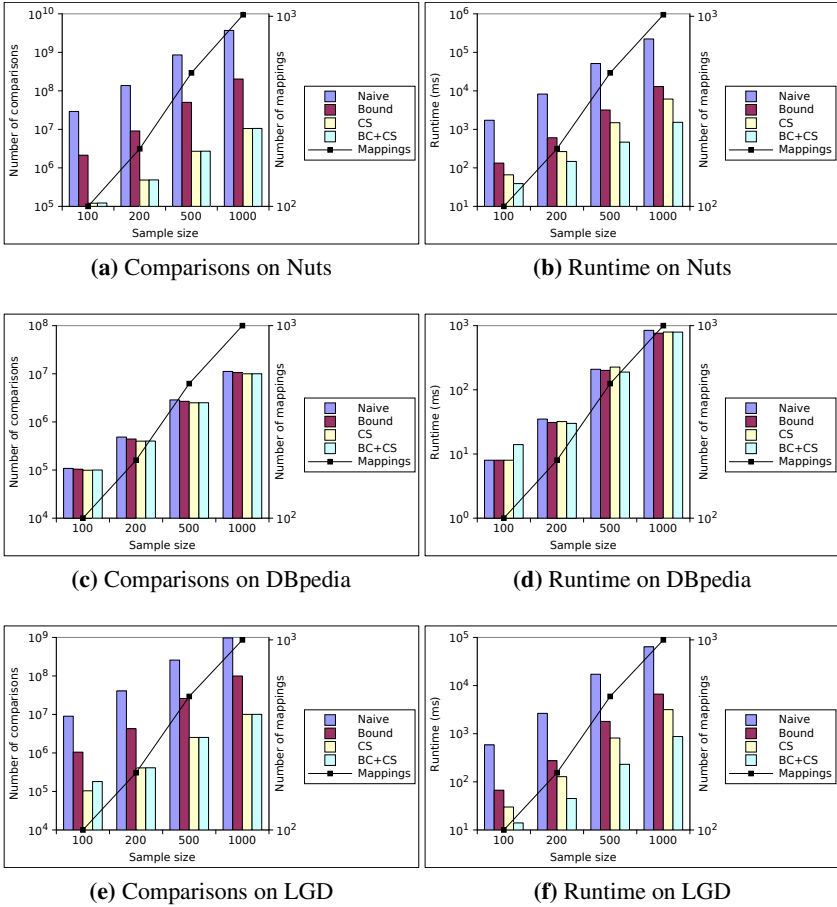 Number of comparisons
10^10
10^9
10^8
10^7
10^6
10^5
100
200
500
1000
Sample size
10^3
10^2
Number of mappings
Naive
Bound
CS
BC+CS
Mappings
(a) Comparisons on Nuts
Runtime (ms)
10^6
10^5
10^4
10^3
10^2
10^1
100
200
500
1000
Sample size
10^3
10^2
Number of mappings
Naive
Bound
CS
BC+CS
Mappings
(b) Runtime on Nuts
Number of comparisons
10^8
10^7
10^6
10^5
10^4
100
200
500
1000
Sample size
10^3
10^2
Number of mappings
Naive
Bound
CS
BC+CS
Mappings
(c) Comparisons on DBpedia
Runtime (ms)
10^3
10^2
10^1
10^0
100
200
500
1000
Sample size
10^3
10^2
Number of mappings
Naive
Bound
CS
BC+CS
Mappings
(d) Runtime on DBpedia
Number of comparisons
10^9
10^8
10^7
10^6
10^5
10^4
100
200
500
1000
Sample size
10^3
10^2
Number of mappings
Naive
Bound
CS
BC+CS
Mappings
(e) Comparisons on LGD
Runtime (ms)
10^5
10^4
10^3
10^2
10^1
100
200
500
1000
Sample size
10^3
10^2
Number of mappings
Naive
Bound
CS
BC+CS
Mappings
(f) Runtime on LGD